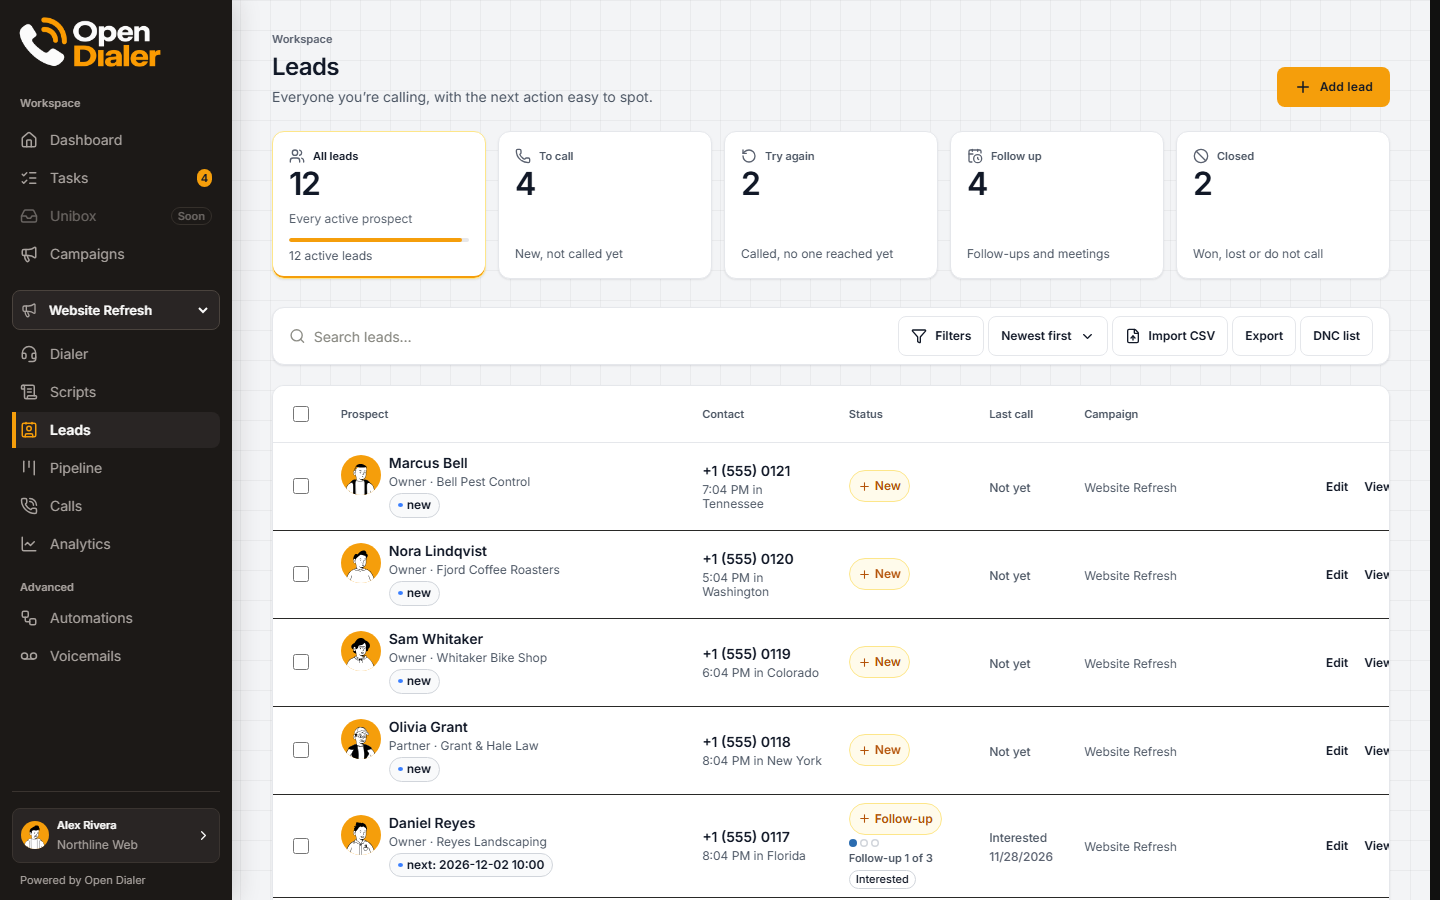 Open
Dialer
Workspace
Dashboard
Tasks
4
Unibox
Soon
Campaigns
Website Refresh
Dialer
Scripts
Leads
Pipeline
Calls
Analytics
Advanced
Automations
Voicemails
Alex Rivera
Northline Web
Powered by Open Dialer
Workspace
Leads
Everyone you're calling, with the next action easy to spot.
Add lead
All leads
12
Every active prospect
12 active leads
To call
4
New, not called yet
Try again
2
Called, no one reached yet
Follow up
4
Follow-ups and meetings
Closed
2
Won, lost or do not call
Search leads...
Filters
Newest first
Import CSV
Export
DNC list
Prospect Contact Status Last call Campaign
Marcus Bell
Owner · Bell Pest Control
new
+1 (555) 0121
7:04 PM in
Tennessee
+ New
Not yet
Website Refresh
Edit View
Nora Lindqvist
Owner · Fjord Coffee Roasters
new
+1 (555) 0120
5:04 PM in
Washington
+ New
Not yet
Website Refresh
Edit View
Sam Whitaker
Owner · Whitaker Bike Shop
new
+1 (555) 0119
6:04 PM in Colorado
+ New
Not yet
Website Refresh
Edit View
Olivia Grant
Partner · Grant & Hale Law
new
+1 (555) 0118
8:04 PM in New York
+ New
Not yet
Website Refresh
Edit View
Daniel Reyes
Owner · Reyes Landscaping
next: 2026-12-02 10:00
+1 (555) 0117
8:04 PM in Florida
+ Follow-up
Follow-up 1 of 3
Interested
Interested
11/28/2026
Website Refresh
Edit View